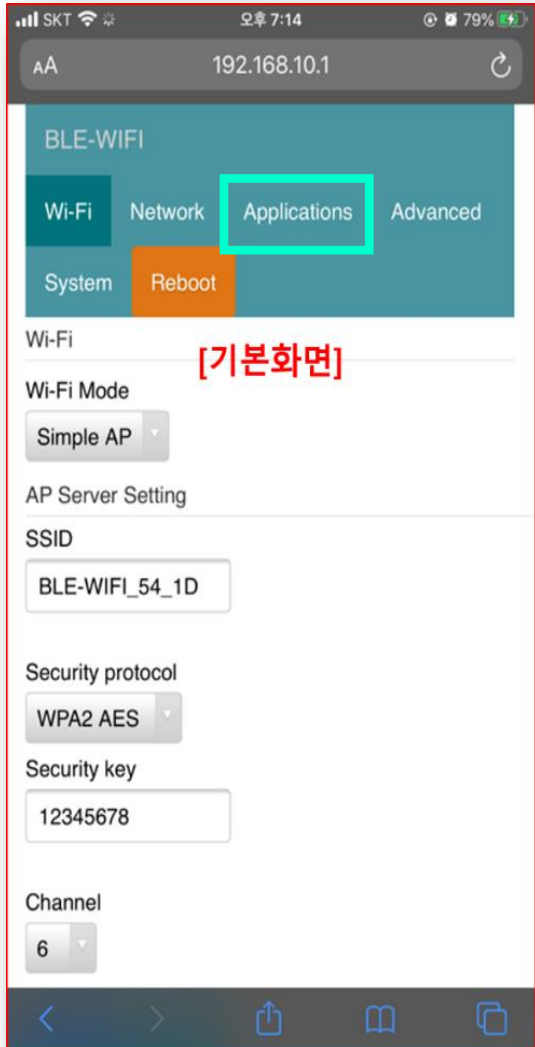 SKT 오후 7:14 79%
AA 192.168.10.1
BLE-WIFI
Wi-Fi Network Applications Advanced
System Reboot
Wi-Fi
[기본화면]
Wi-Fi Mode
Simple AP
AP Server Setting
SSID
BLE-WIFI_54_1D
Security protocol
WPA2 AES
Security key
12345678
Channel
6